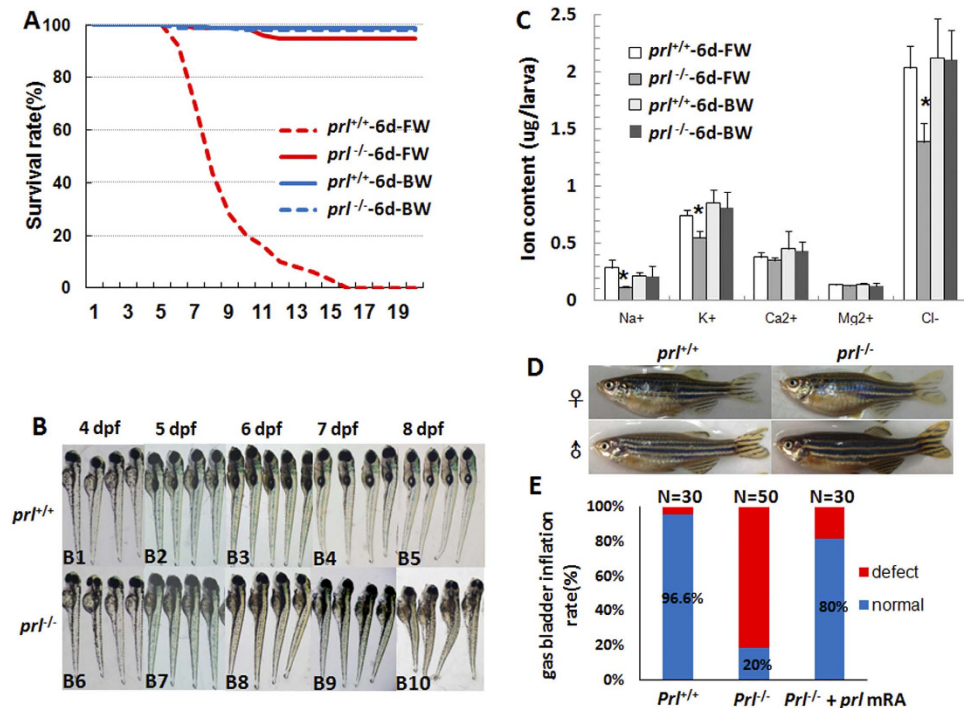 A
100
80
60
40
20
0
Survival rate(%)
prl+/+-6d-FW
prl-/--6d-FW
prl+/+-6d-BW
prl-/--6d-BW
1 3 5 7 9 11 13 15 17 19
C
2.5
2
1.5
1
0.5
0
Ion content (ug/larva)
prl+/+-6d-FW
prl-/--6d-FW
prl+/+-6d-BW
prl-/--6d-BW
*
*
*
Na+ K+ Ca2+ Mg2+ Cl-
B
4 dpf 5 dpf 6 dpf 7 dpf 8 dpf
prl+/+
B1 B2 B3 B4 B5
prl-/-
B6 B7 B8 B9 B10
D
prl+/+ prl-/-
♀
♂
E
N=30 N=50 N=30
100%
80%
60%
40%
20%
0%
gas bladder inflation
rate(%)
96.6%
20%
80%
defect
normal
Prl+/+ Prl-/- Prl-/- + prl mRA